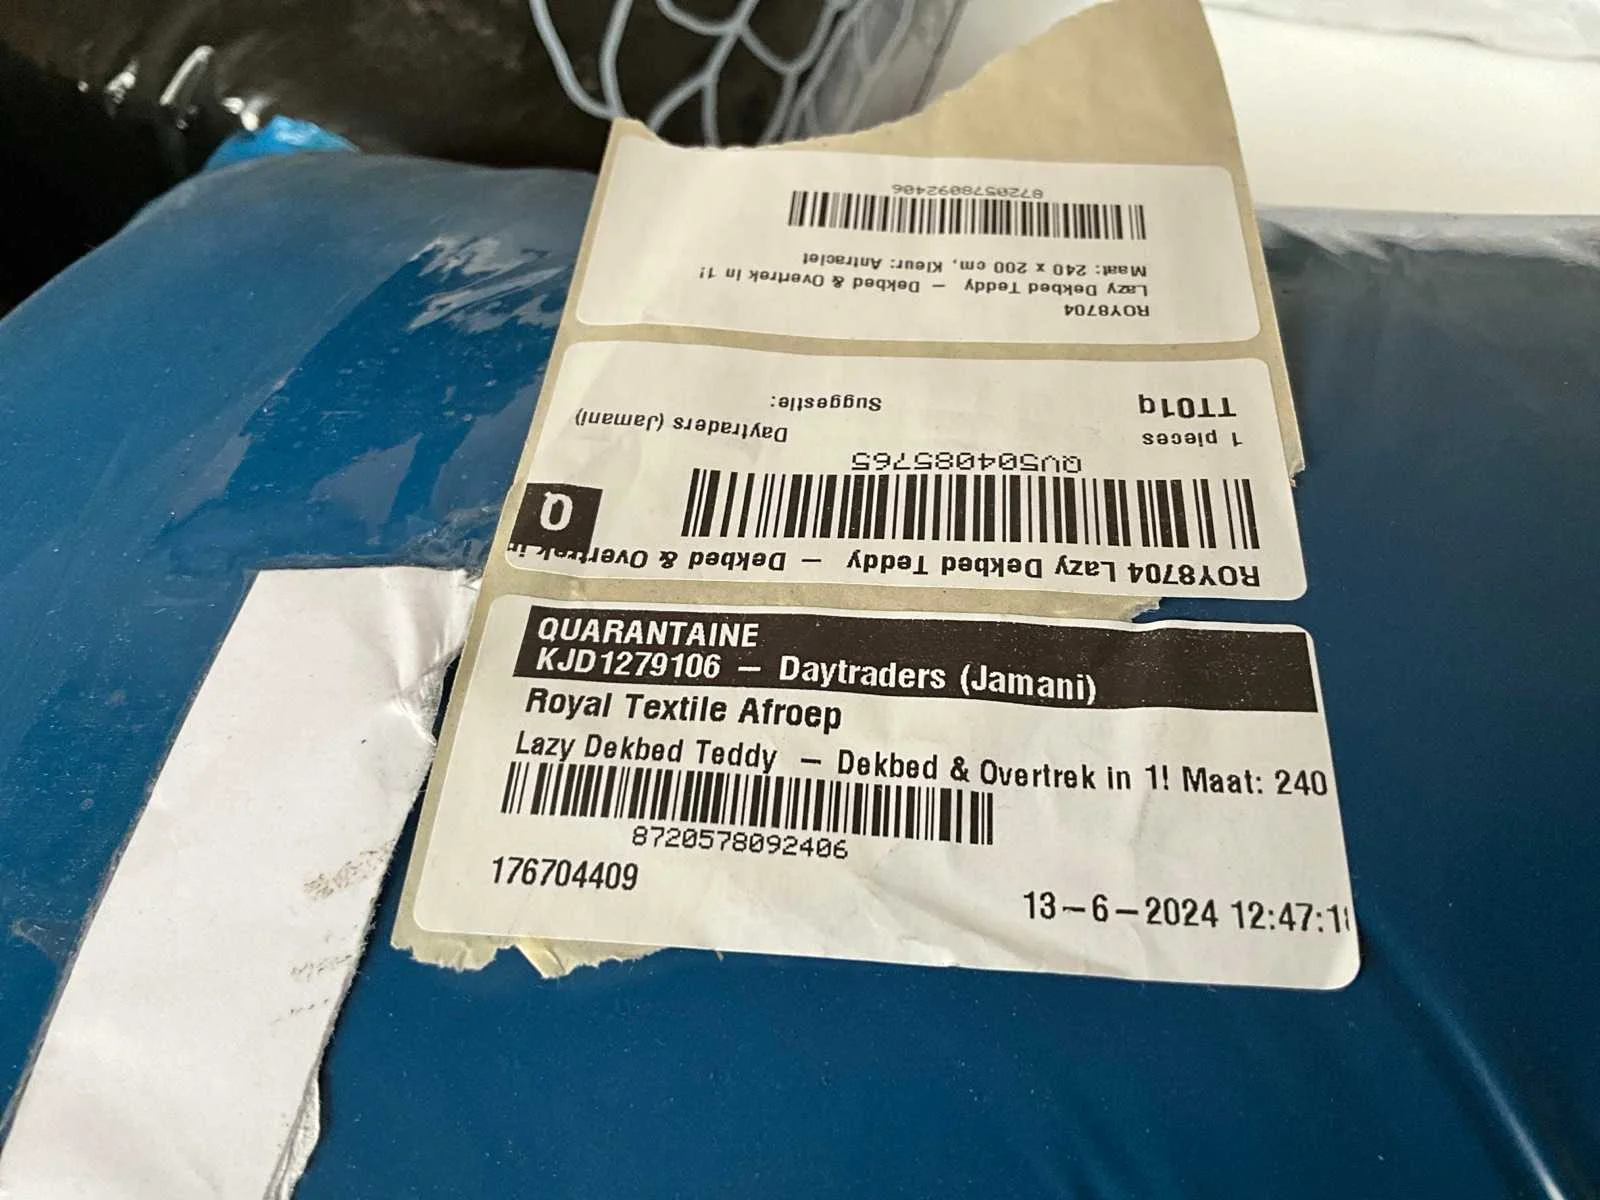 8720578092406
Maat: 240 x 200 cm, Kleur: Antraciet
Lazy Dekbed Teddy – Dekbed & Overtrek in 1!
ROY8704
Suggestie:
TT01q
Daytraders (Jamani)
1 pieces
QV504085765
Q
ROY8704 Lazy Dekbed Teddy – Dekbed & Overtrek in
QUARANTAINE
KJD1279106 – Daytraders (Jamani)
Royal Textile Afroep
Lazy Dekbed Teddy – Dekbed & Overtrek in 1! Maat: 240
8720578092406
176704409
13-6-2024 12:47:1